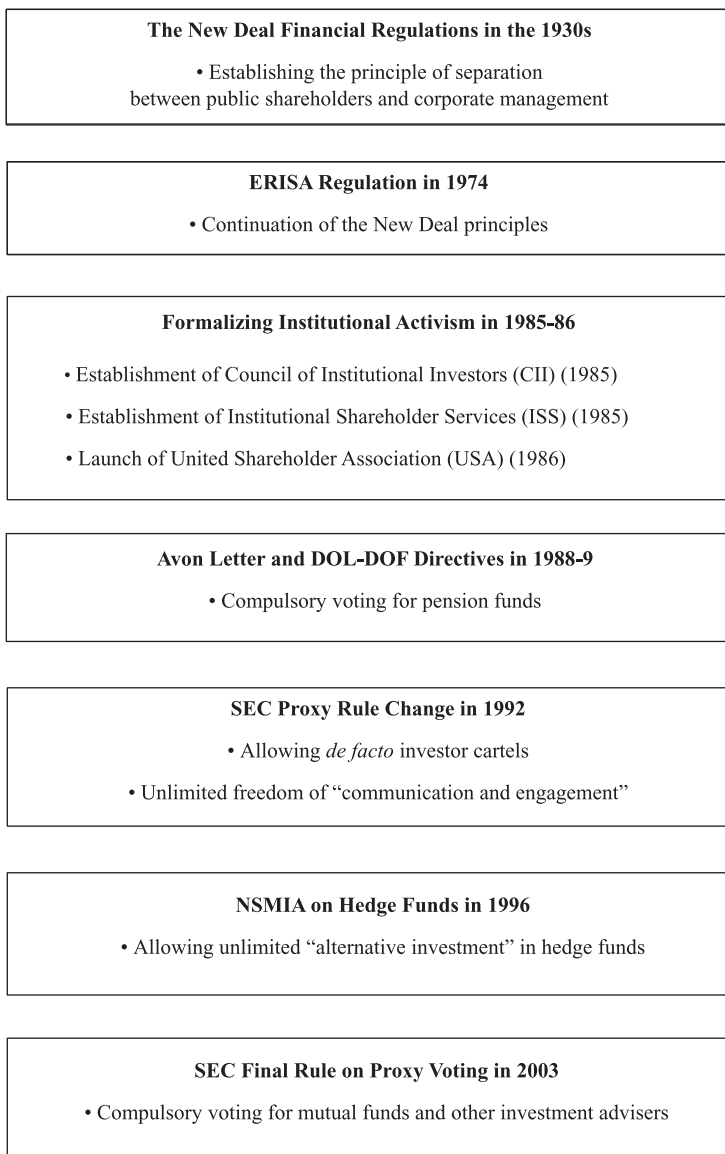 The New Deal Financial Regulations in the 1930s
• Establishing the principle of separation
between public shareholders and corporate management
ERISA Regulation in 1974
• Continuation of the New Deal principles
Formalizing Institutional Activism in 1985-86
• Establishment of Council of Institutional Investors (CII) (1985)
• Establishment of Institutional Shareholder Services (ISS) (1985)
• Launch of United Shareholder Association (USA) (1986)
Avon Letter and DOL-DOF Directives in 1988-9
• Compulsory voting for pension funds
SEC Proxy Rule Change in 1992
• Allowing de facto investor cartels
• Unlimited freedom of “communication and engagement”
NSMIA on Hedge Funds in 1996
• Allowing unlimited “alternative investment” in hedge funds
SEC Final Rule on Proxy Voting in 2003
• Compulsory voting for mutual funds and other investment advisers